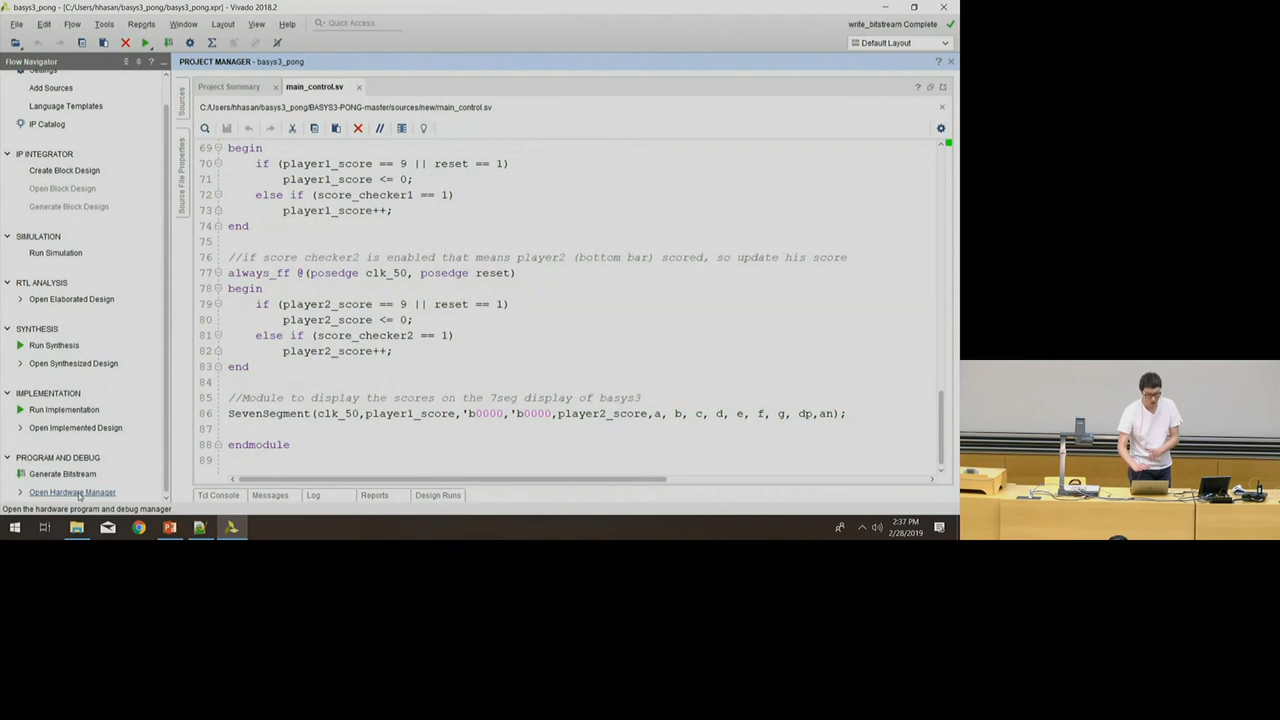 basys3_pong - [C:/Users/hhasan/basys3_pong/basys3_pong.xpr] - Vivado 2018.2
File Edit Flow Tools Reports Window Layout View Help Quick Access
write_bitstream Complete
Default Layout
Flow Navigator
PROJECT MANAGER - basys3_pong
Settings
Add Sources
Language Templates
IP Catalog
IP INTEGRATOR
Create Block Design
Open Block Design
Generate Block Design
SIMULATION
Run Simulation
RTL ANALYSIS
Open Elaborated Design
SYNTHESIS
Run Synthesis
Open Synthesized Design
IMPLEMENTATION
Run Implementation
Open Implemented Design
PROGRAM AND DEBUG
Generate Bitstream
Open Hardware Manager
Open the hardware program and debug manager
Sources
Source File Properties
Project Summary
main_control.sv
C:/Users/hhasan/basys3_pong/BASYS3-PONG-master/sources/new/main_control.sv
69 begin
70 if (player1_score == 9 || reset == 1)
71 player1_score <= 0;
72 else if (score_checker1 == 1)
73 player1_score++;
74 end
75
76 //if score checker2 is enabled that means player2 (bottom bar) scored, so update his score
77 always_ff @(posedge clk_50, posedge reset)
78 begin
79 if (player2_score == 9 || reset == 1)
80 player2_score <= 0;
81 else if (score_checker2 == 1)
82 player2_score++;
83 end
84
85 //Module to display the scores on the 7seg display of basys3
86 SevenSegment(clk_50,player1_score,'b0000,'b0000,player2_score,a, b, c, d, e, f, g, dp,an);
87
88 endmodule
89
Tcl Console Messages Log Reports Design Runs
2:37 PM
2/28/2019